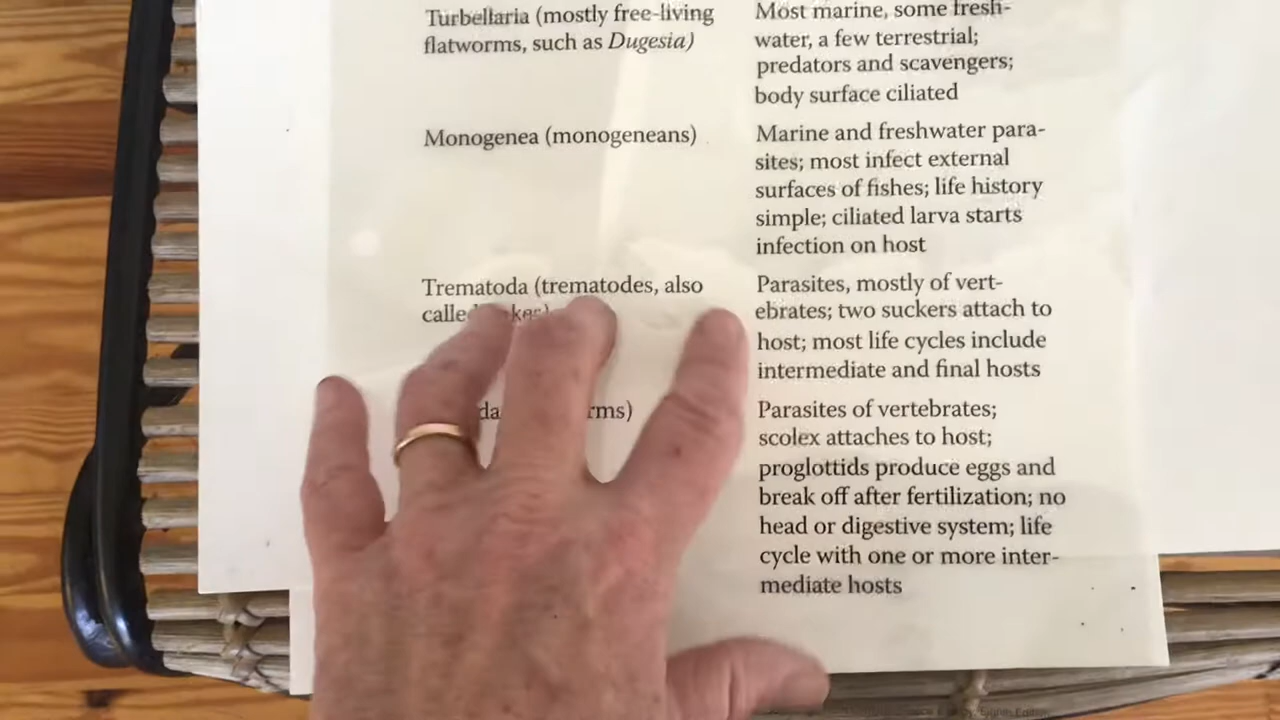 Turbellaria (mostly free-living
flatworms, such as Dugesia)
Most marine, some fresh-
water, a few terrestrial;
predators and scavengers;
body surface ciliated
Monogenea (monogeneans)
Marine and freshwater para-
sites; most infect external
surfaces of fishes; life history
simple; ciliated larva starts
infection on host
Trematoda (trematodes, also
Parasites, mostly of vert-
ebrates; two suckers attach to
host; most life cycles include
intermediate and final hosts
Parasites of vertebrates;
scolex attaches to host;
proglottids produce eggs and
break off after fertilization; no
head or digestive system; life
cycle with one or more inter-
mediate hosts